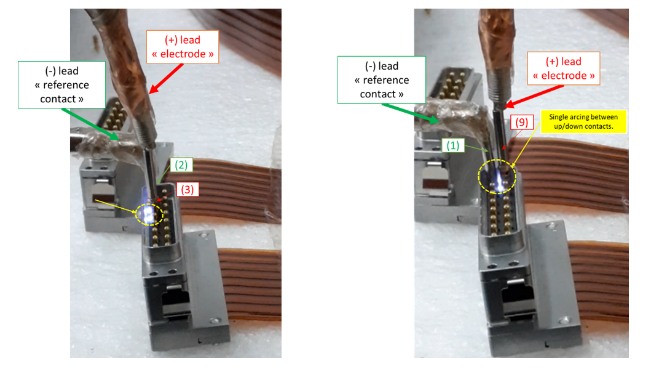 (+) lead
« electrode »
(-) lead
« reference
contact »
(2)
(3)
(-) lead
« reference
contact »
(+) lead
« electrode »
(1)
(9)
Single arcing between
up/down contacts.